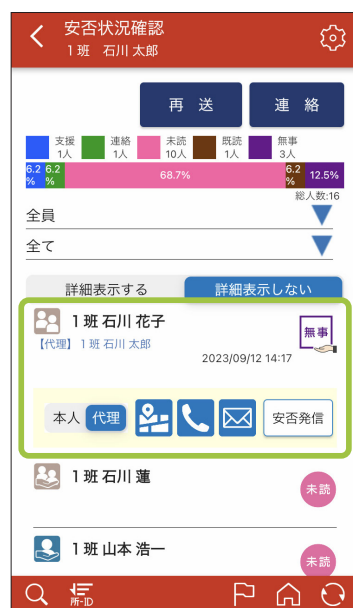 安否状況確認
1班 石川 太郎
再 送 連 絡
支援 連絡 未読 既読 無事
1人 1人 10人 1人 3人
6.2% 6.2% 68.7% 6.2% 12.5%
総人数:16
全員
全て
詳細表示する 詳細表示しない
1班 石川 花子
無事
【代理】1班 石川 太郎
2023/09/12 14:17
本人 代理 安否発信
1班 石川 蓮
未読
1班 山本 浩一
未読
所-ID